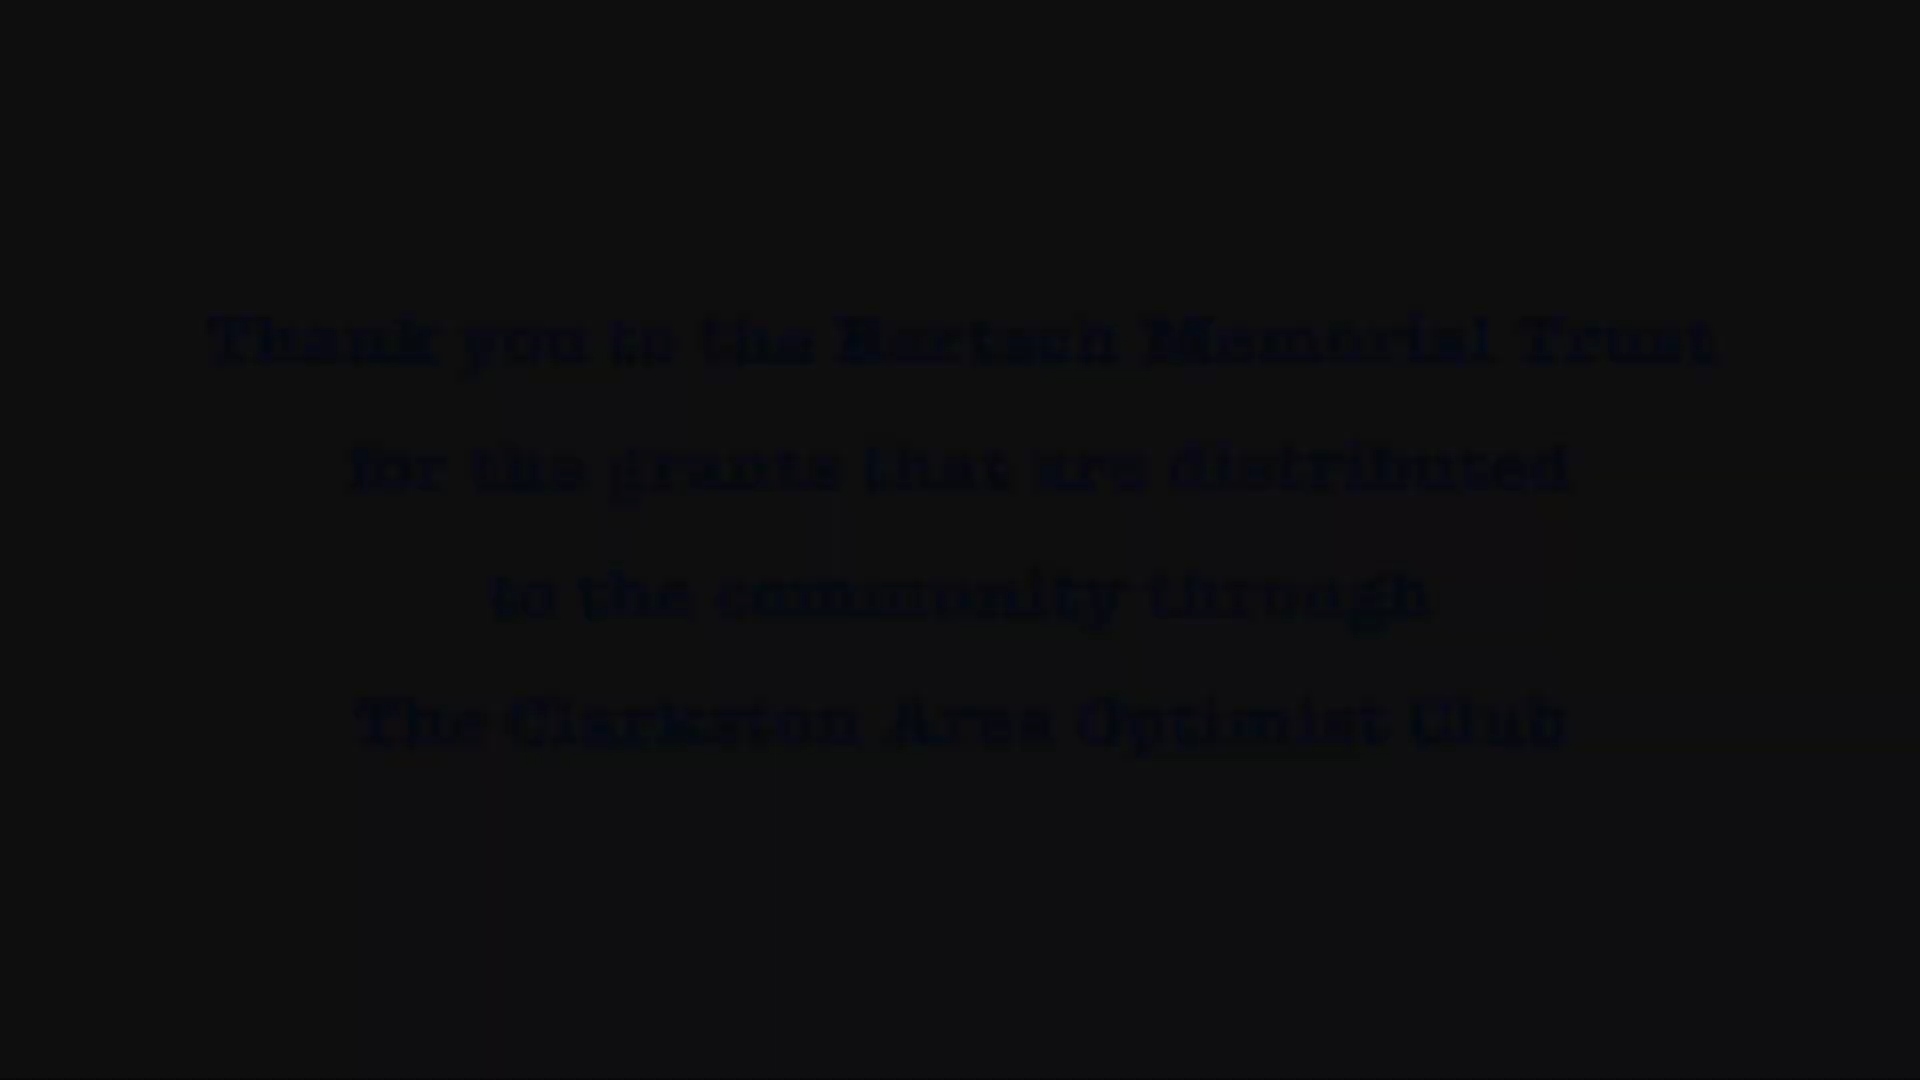 Thank you to the Bortsch Memorial Trust
for the grants that are distributed
to the community through
The Clarkston Area Optimist Club